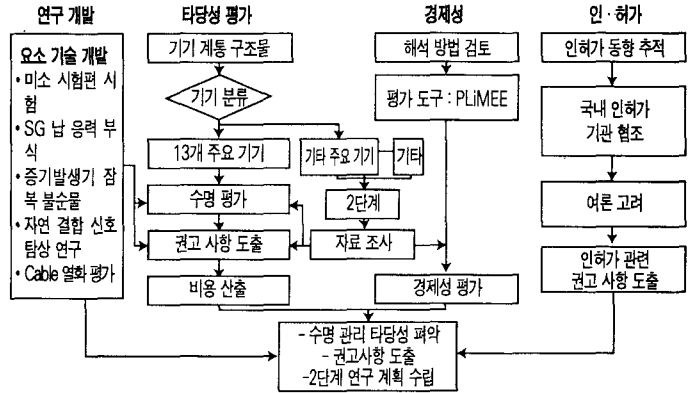 연구 개발
요소 기술 개발
• 미소 시험편 시
험
• SG 납 응력 부
식
• 증기발생기 잠
복 불순물
• 자연 결합 신호
탐상 연구
• Cable 열화 평가
타당성 평가
기기 계통 구조물
기기 분류
13개 주요 기기
기타 주요 기기
기타
수명 평가
2단계
권고 사항 도출
자료 조사
비용 산출
경제성
해석 방법 검토
평가 도구 : PLiMEE
경제성 평가
인 · 허가
인허가 동향 추적
국내 인허가
기관 협조
여론 고려
인허가 관련
권고 사항 도출
- 수명 관리 타당성 폐악
- 권고사항 도출
-2단계 연구 계획 수립